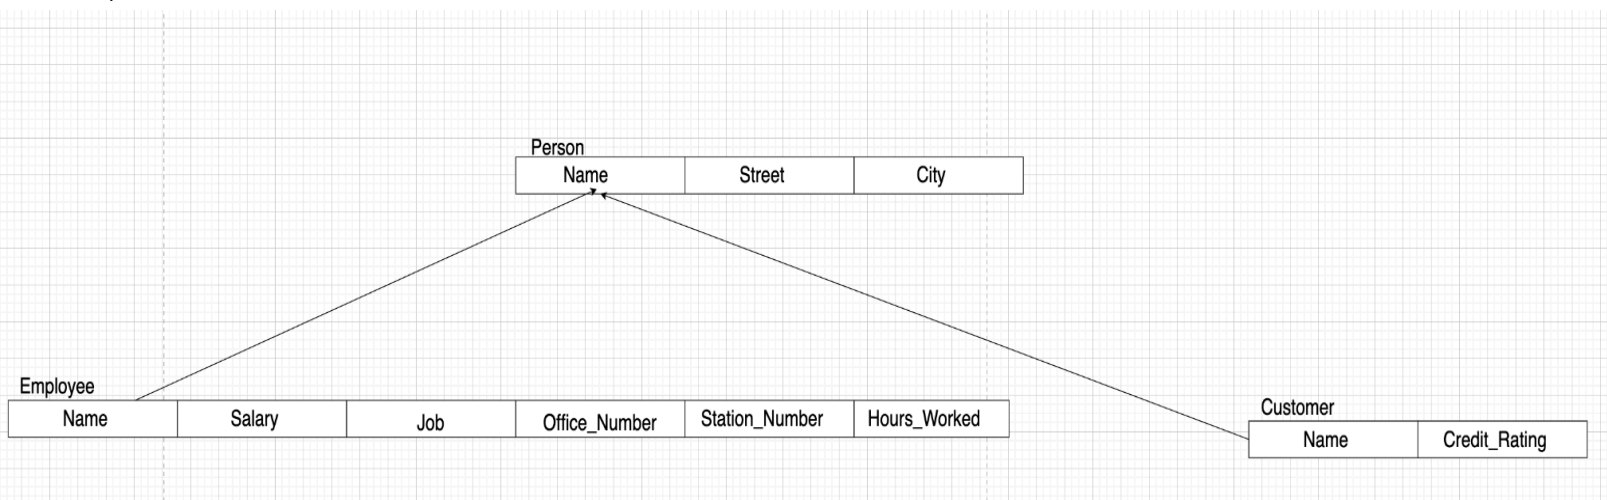 Person
Name Street City
Employee
Name Salary Job Office_Number Station_Number Hours_Worked
Customer
Name Credit_Rating